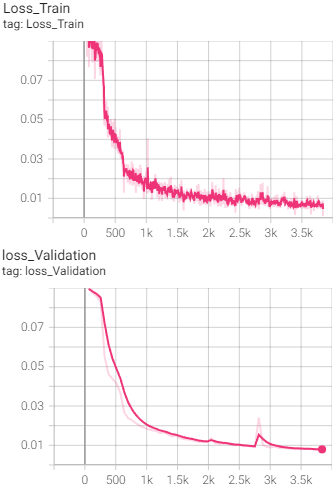 Loss_Train
tag: Loss_Train
0.07
0.05
0.03
0.01
0 500 1k 1.5k 2k 2.5k 3k 3.5k
loss_Validation
tag: loss_Validation
0.07
0.05
0.03
0.01
0 500 1k 1.5k 2k 2.5k 3k 3.5k